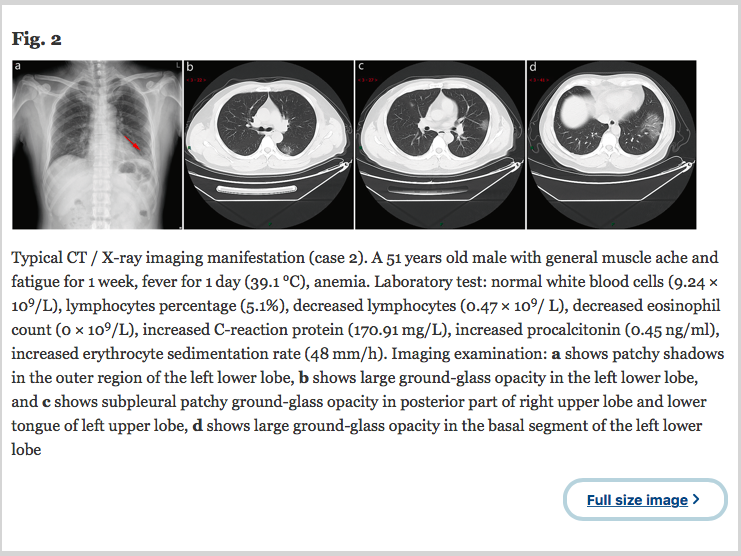 Fig. 2
a L b c d
Typical CT / X-ray imaging manifestation (case 2). A 51 years old male with general muscle ache and
fatigue for 1 week, fever for 1 day (39.1 °C), anemia. Laboratory test: normal white blood cells (9.24 ×
10⁹/L), lymphocytes percentage (5.1%), decreased lymphocytes (0.47 × 10⁹/ L), decreased eosinophil
count (0 × 10⁹/L), increased C-reaction protein (170.91 mg/L), increased procalcitonin (0.45 ng/ml),
increased erythrocyte sedimentation rate (48 mm/h). Imaging examination: a shows patchy shadows
in the outer region of the left lower lobe, b shows large ground-glass opacity in the left lower lobe,
and c shows subpleural patchy ground-glass opacity in posterior part of right upper lobe and lower
tongue of left upper lobe, d shows large ground-glass opacity in the basal segment of the left lower
lobe
Full size image >